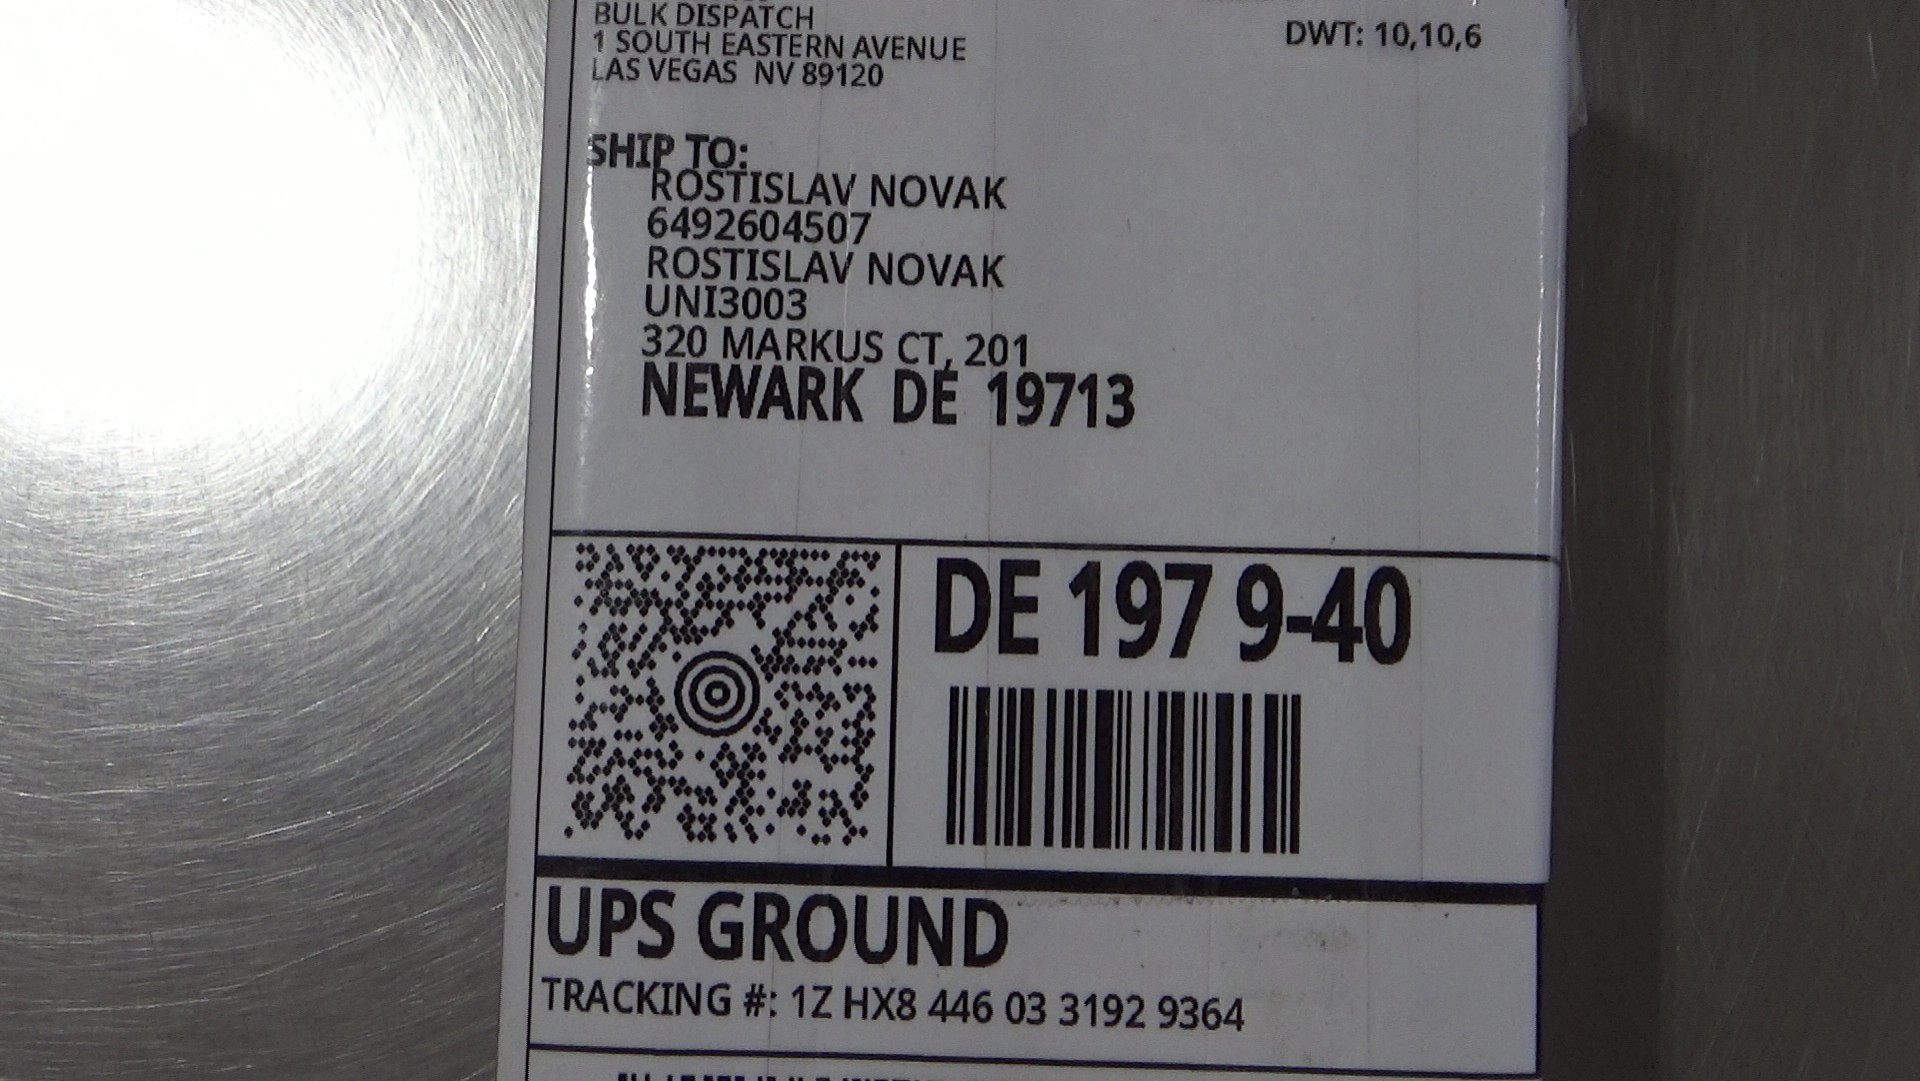 BULK DISPATCH
1 SOUTH EASTERN AVENUE
LAS VEGAS NV 89120
DWT: 10,10,6
SHIP TO:
ROSTISLAV NOVAK
6492604507
ROSTISLAV NOVAK
UNI3003
320 MARKUS CT, 201
NEWARK DE 19713
DE 197 9-40
UPS GROUND
TRACKING #: 1Z HX8 446 03 3192 9364